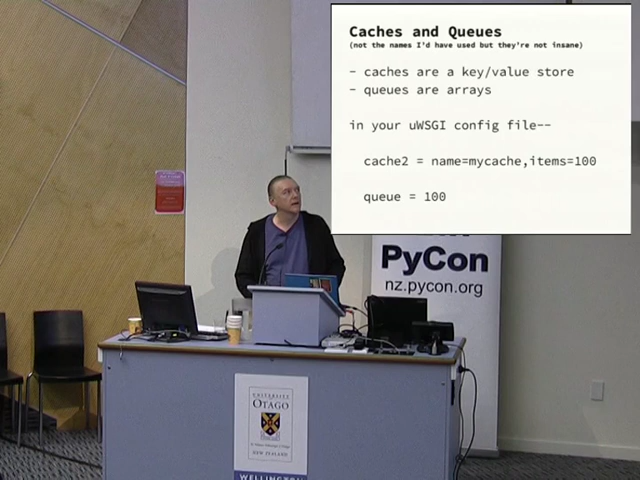 Caches and Queues
(not the names I'd have used but they're not insane)
- caches are a key/value store
- queues are arrays
in your uWSGI config file--
cache2 = name=mycache,items=100
queue = 100
PyCon
nz.pycon.org
UNIVERSITY
OTAGO
NEW ZEALAND
WELLINGTON